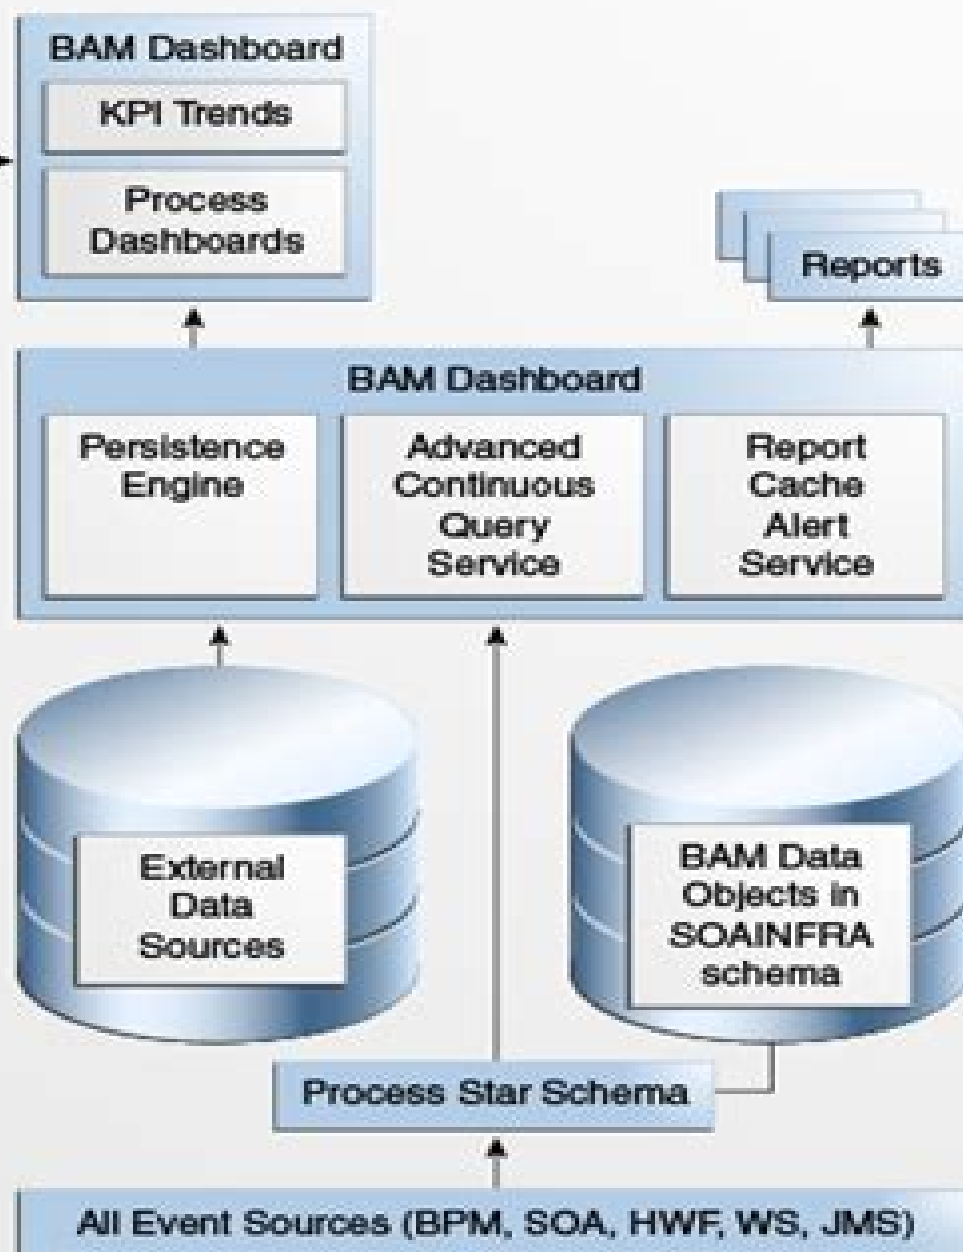 BAM Dashboard
KPI Trends
Process
Dashboards
Reports
BAM Dashboard
Persistence
Engine
Advanced
Continuous
Query
Service
Report
Cache
Alert
Service
External
Data
Sources
BAM Data
Objects in
SOAINFRA
schema
Process Star Schema
All Event Sources (BPM, SOA, HWF, WS, JMS)